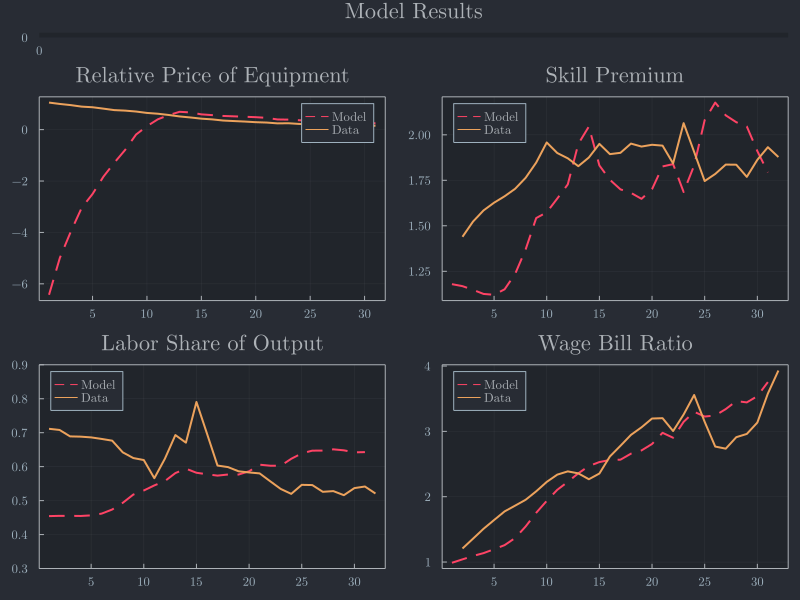 Model Results
0
0
Relative Price of Equipment
Model
Data
0
−2
−4
−6
5 10 15 20 25 30
Skill Premium
Model
Data
2.00
1.75
1.50
1.25
5 10 15 20 25 30
Labor Share of Output
Model
Data
0.9
0.8
0.7
0.6
0.5
0.4
0.3
5 10 15 20 25 30
Wage Bill Ratio
Model
Data
4
3
2
1
5 10 15 20 25 30